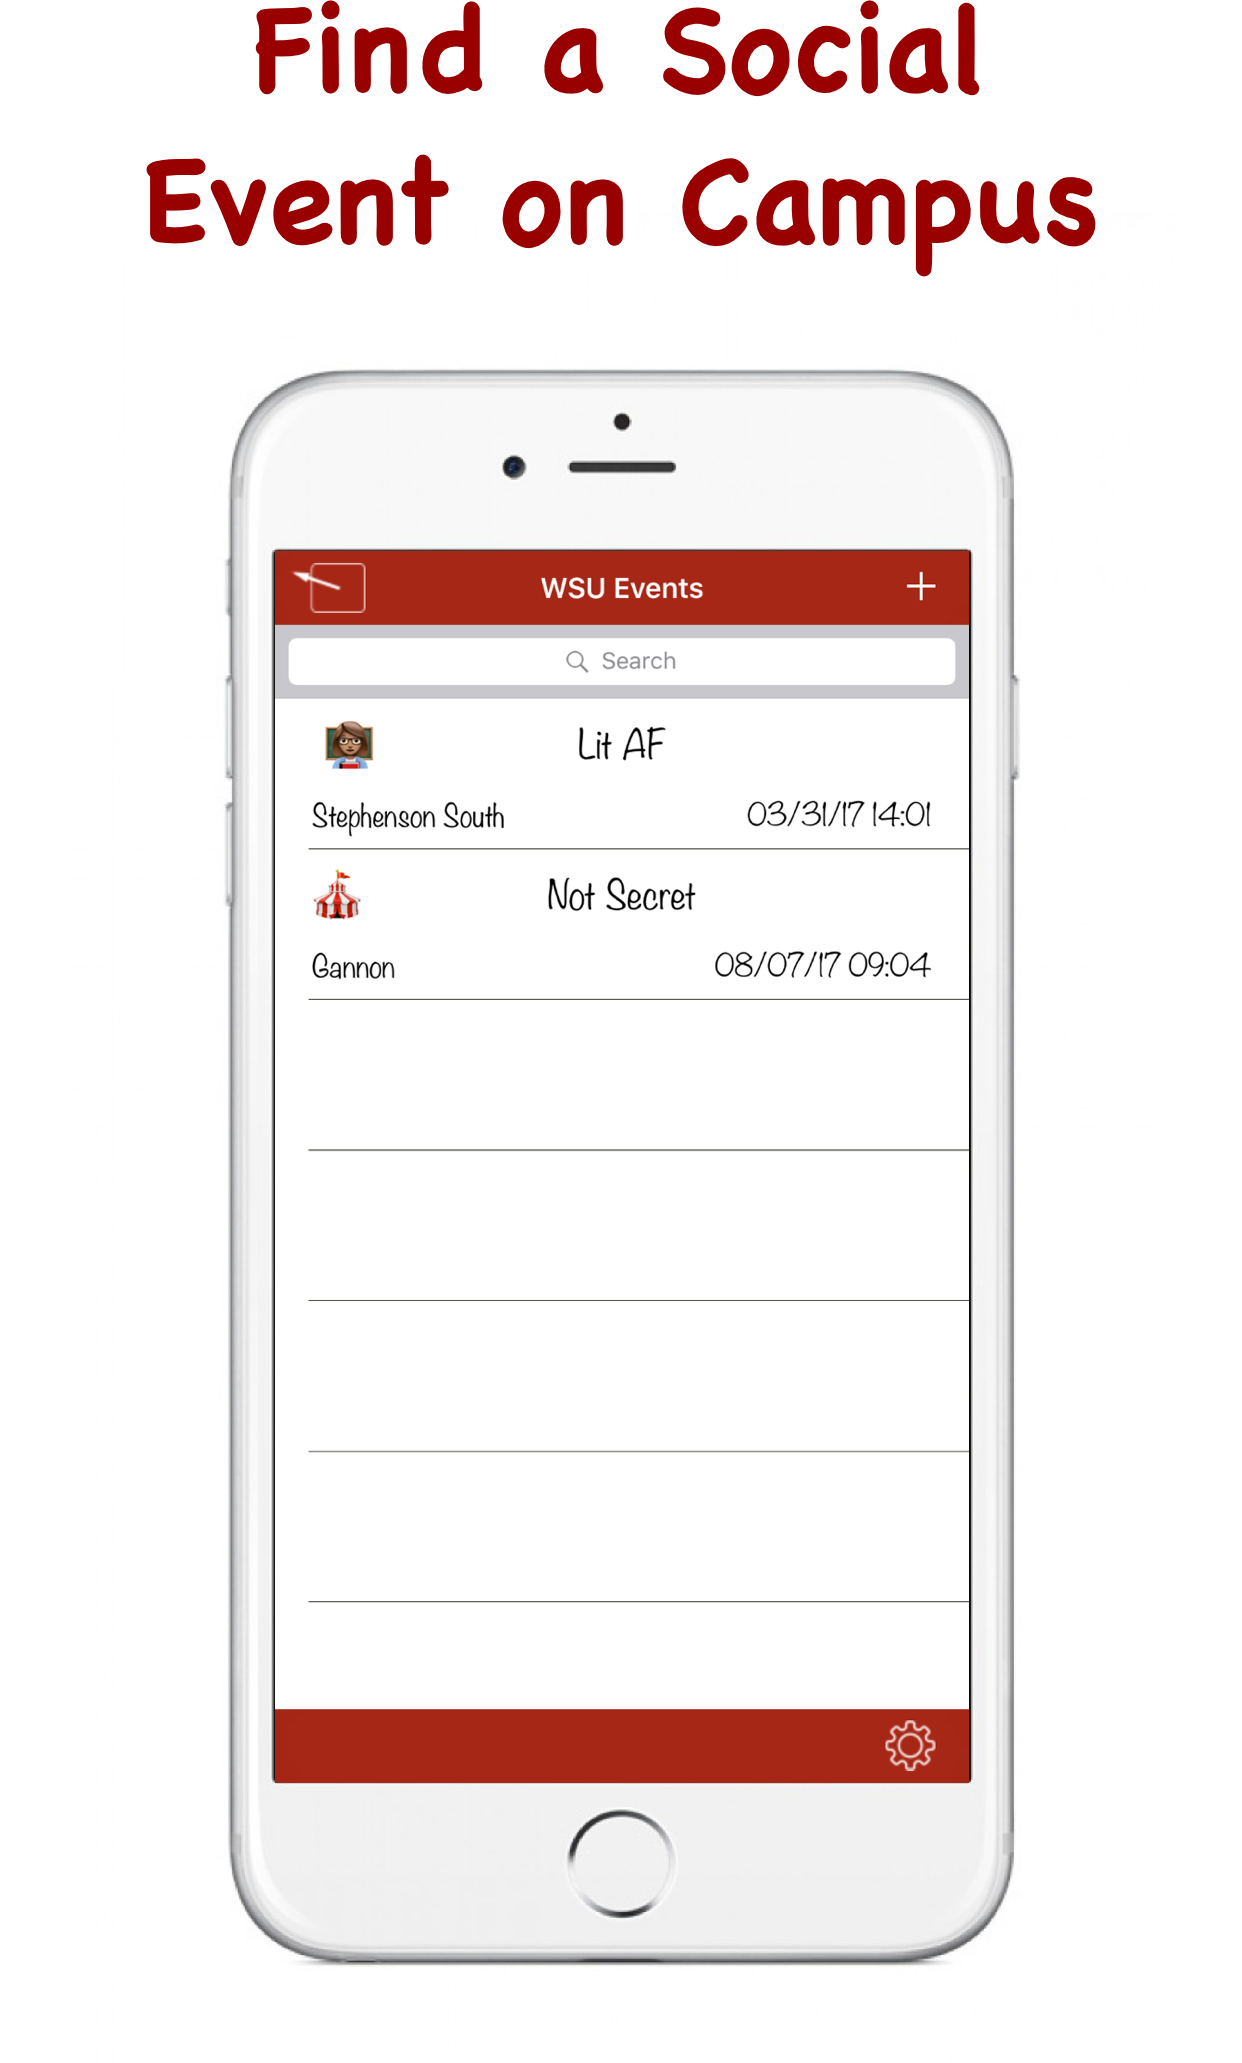 Find a Social
Event on Campus
WSU Events
Search
Lit AF
Stephenson South 03/31/17 14:01
Not Secret
Gannon 08/07/17 09:04